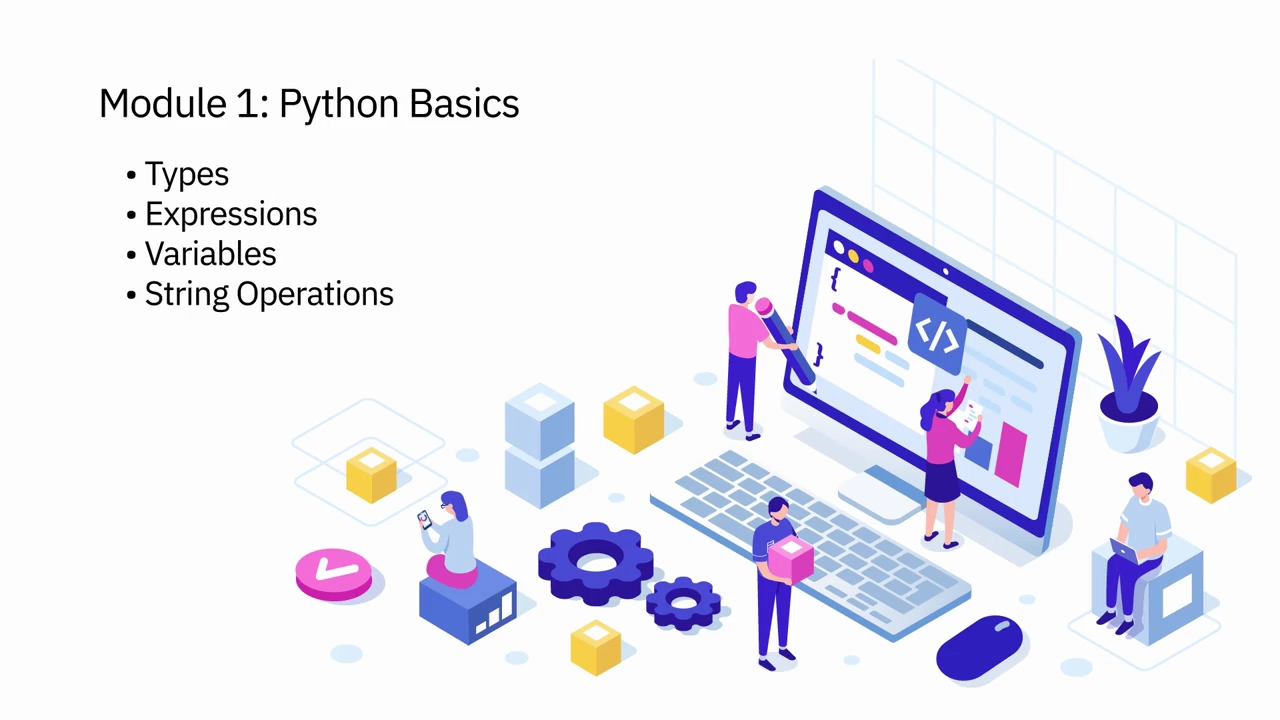 Module 1: Python Basics
• Types
• Expressions
• Variables
• String Operations
</>